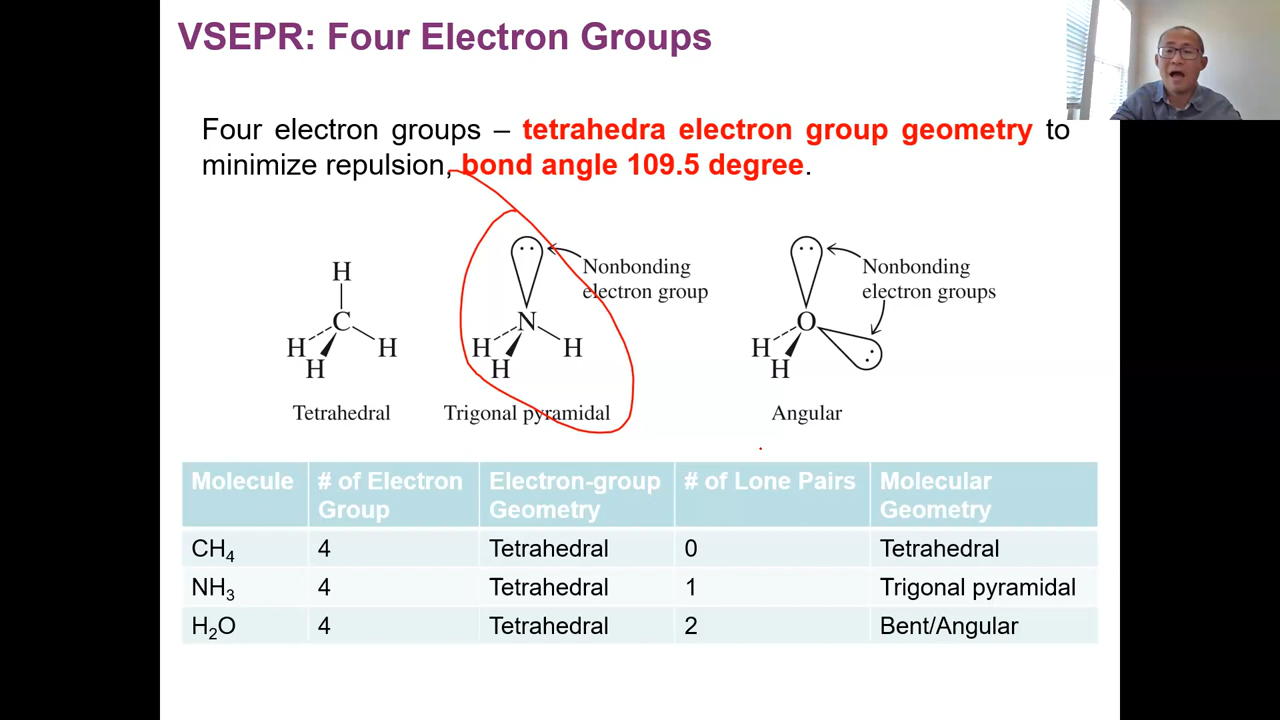 VSEPR: Four Electron Groups
Four electron groups – tetrahedra electron group geometry to
minimize repulsion, bond angle 109.5 degree.
H
C
H
H
H
Tetrahedral
Nonbonding
electron group
N
H
H
H
Trigonal pyramidal
Nonbonding
electron groups
O
H
H
Angular
Molecule # of Electron Group Electron-group Geometry # of Lone Pairs Molecular Geometry
CH₄ 4 Tetrahedral 0 Tetrahedral
NH₃ 4 Tetrahedral 1 Trigonal pyramidal
H₂O 4 Tetrahedral 2 Bent/Angular